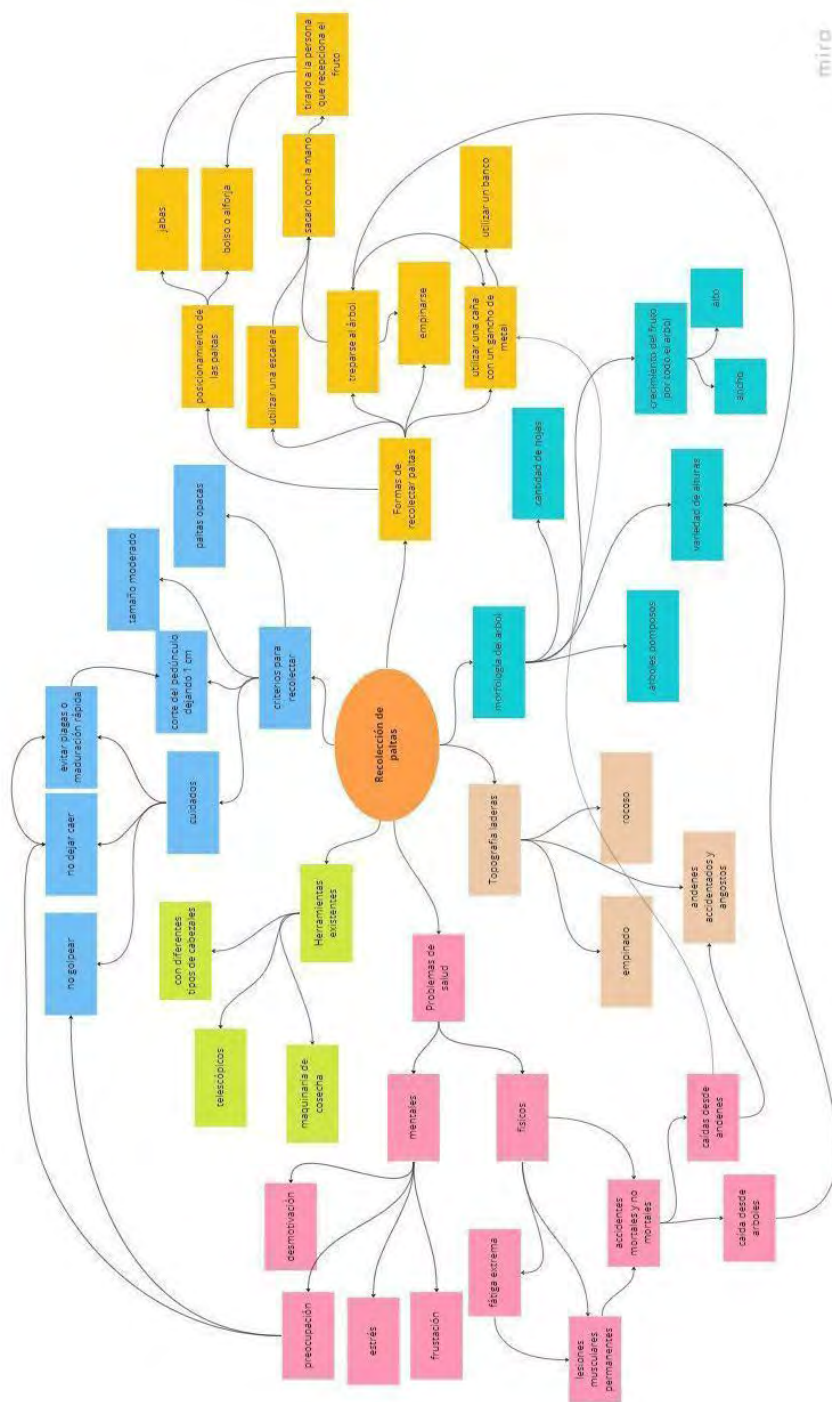 Recolección de
paltas
criterios para
recolectar
cuidados
no golpear
no dejar caer
evitar plagas o
maduración rápida
corte del pedúnculo
dejando 1 cm
tamaño moderado
paltas opacas
Formas de
recolectar paltas
posicionamiento de
las paltas
jabas
bolso o alforja
utilizar una escalera
treparse al árbol
sacarlo con la mano
tirarlo a la persona
que recepciona el
fruto
empinarse
utilizar una caña
con un gancho de
metal
utilizar un banco
morfología del arbol
cantidad de hojas
crecimiento del fruto
por todo el arbol
ancho
alto
variedad de alturas
árboles pomposos
Topografía laderas
empinado
andenes
accidentados y
angostos
rocoso
Herramientas
existentes
con diferentes
tipos de cabezales
telescópicos
maquinaria de
cosecha
Problemas de
salud
mentales
desmotivación
preocupación
estrés
frustación
físicos
fátiga extrema
lesiones
musculares
permanentes
accidentes
mortales y no
mortales
caídas desde
andenes
caída desde
arboles
miro